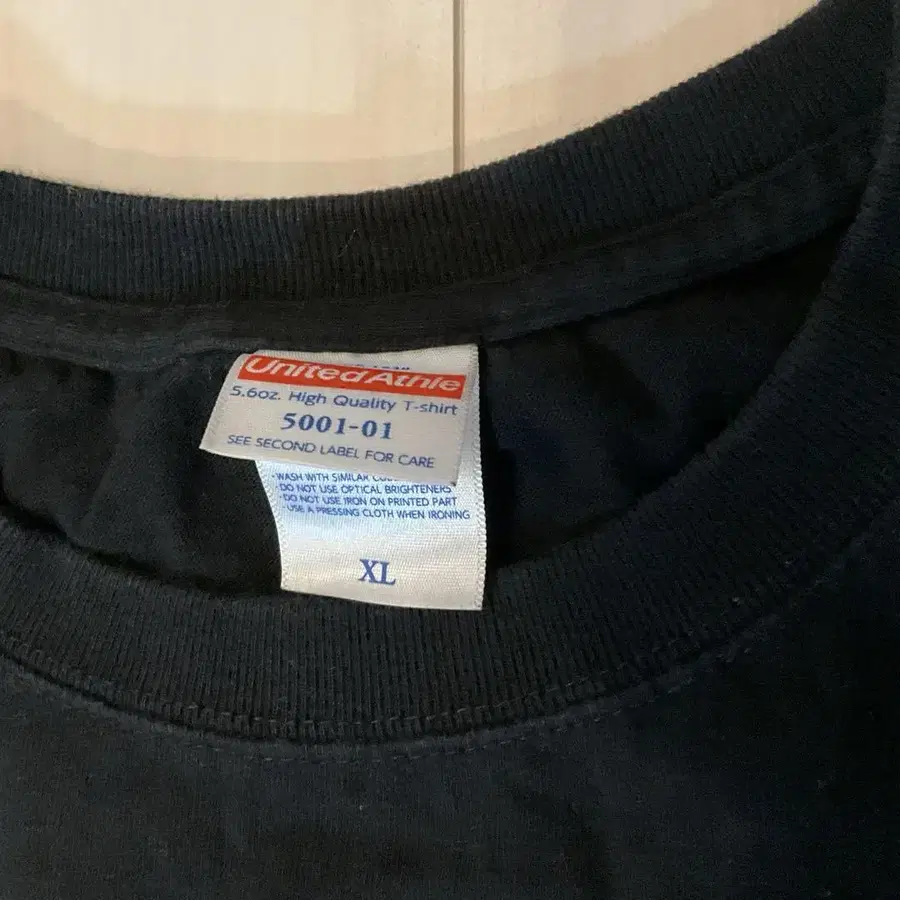 United Athle
5.6oz. High Quality T-shirt
5001-01
SEE SECOND LABEL FOR CARE
·WASH WITH SIMILAR
·DO NOT USE OPTICAL BRIGHTENERS
·DO NOT USE IRON ON PRINTED PART
·USE A PRESSING CLOTH WHEN IRONING
XL